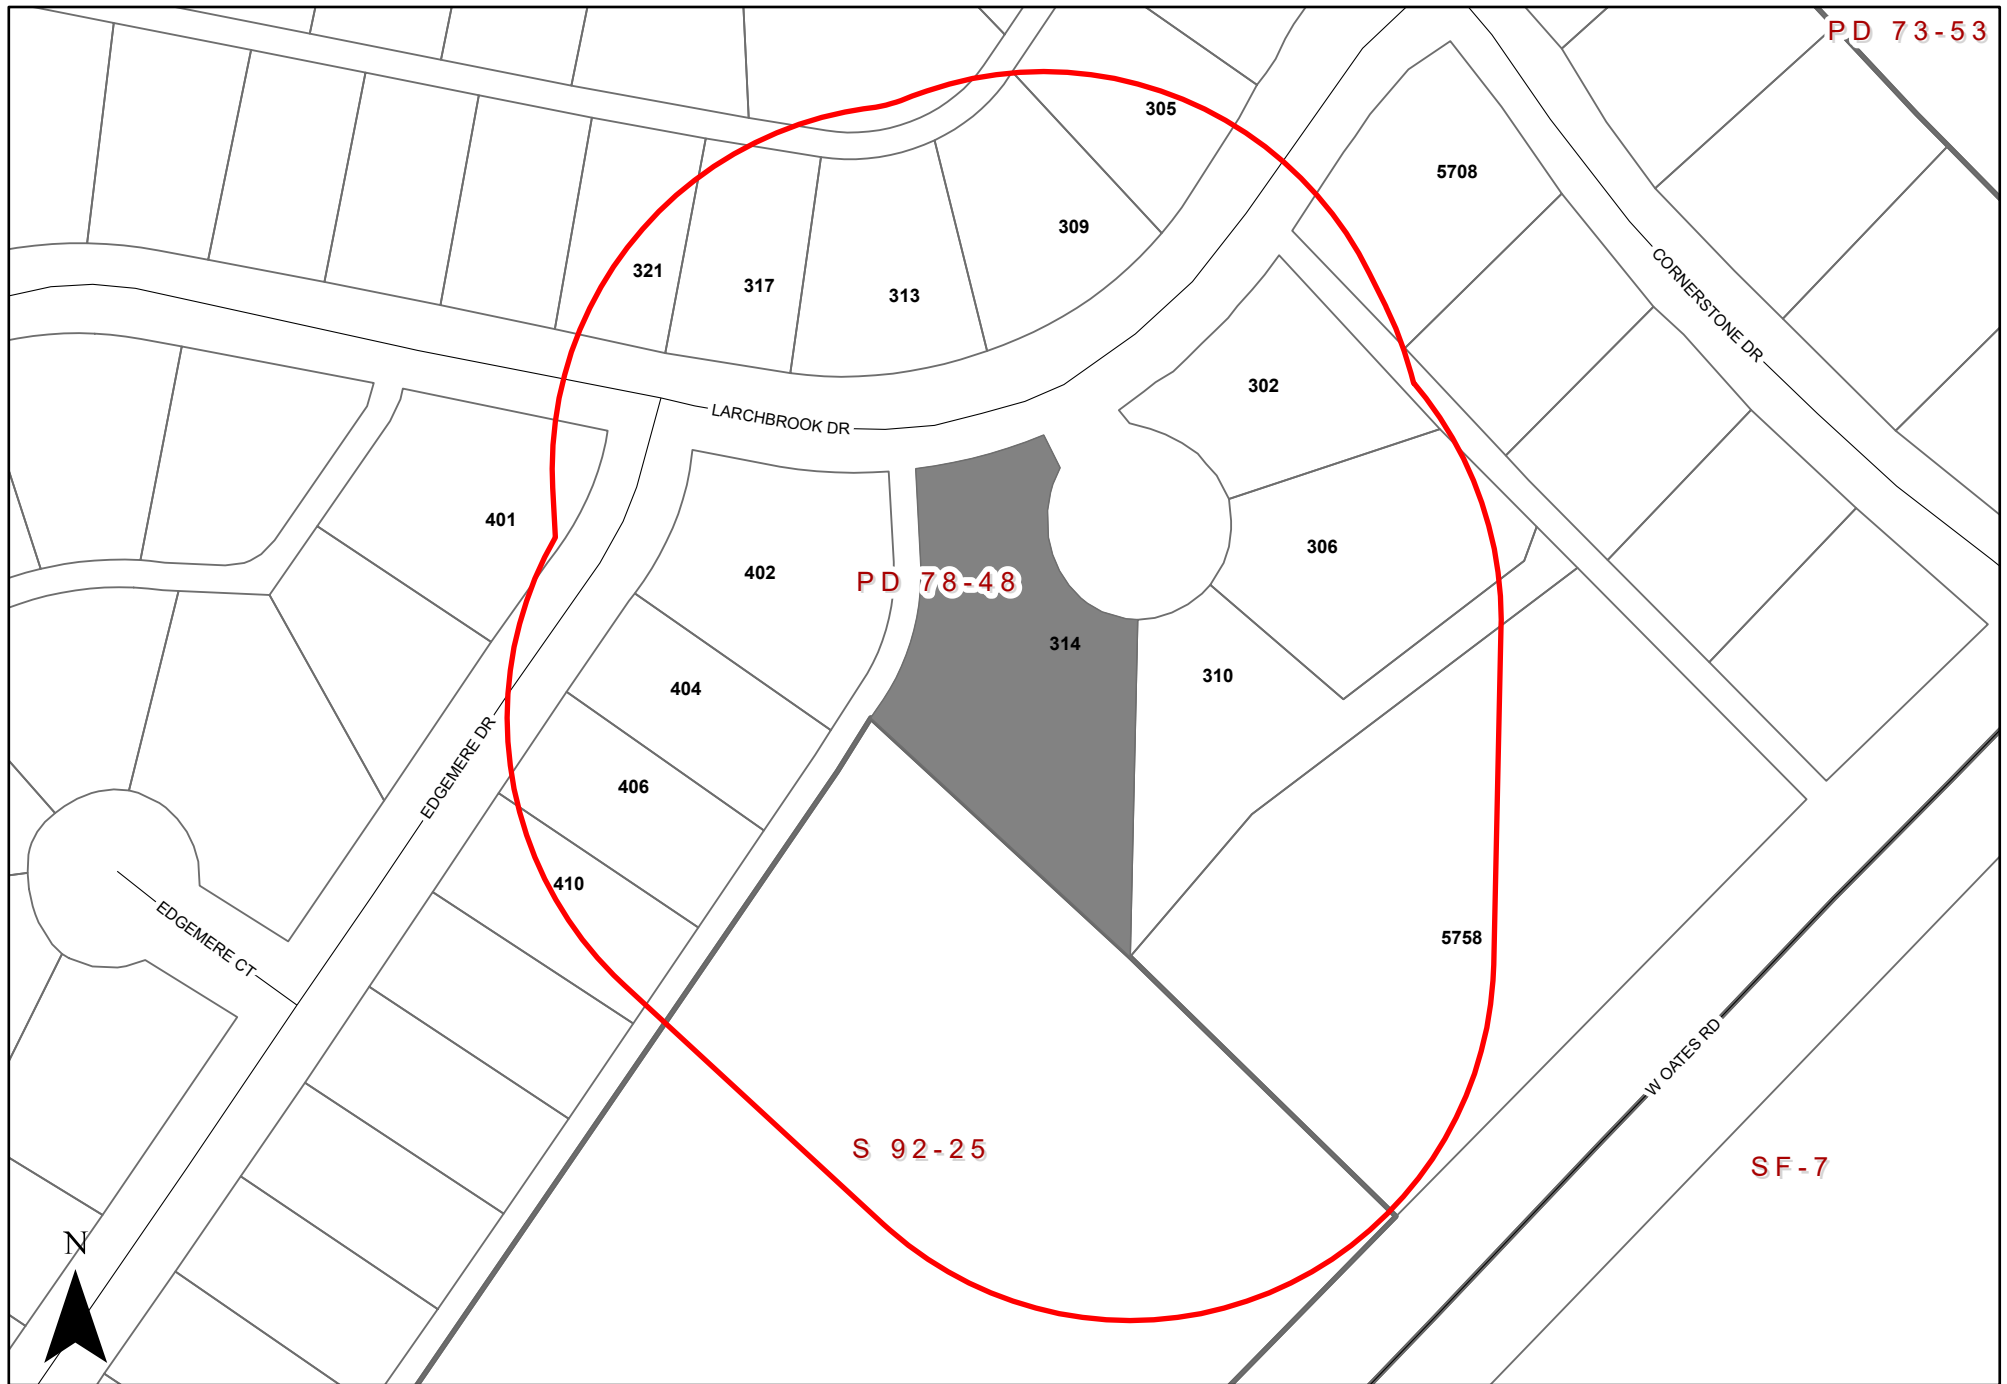 PD 73-53
305
5708
309
CORNERSTONE DR
321
317
313
302
LARCHBROOK DR
401
306
402
PD 78-48
314
310
404
EDGEMERE DR
406
410
EDGEMERE CT
5758
W OATES RD
S 92-25
SF-7
N